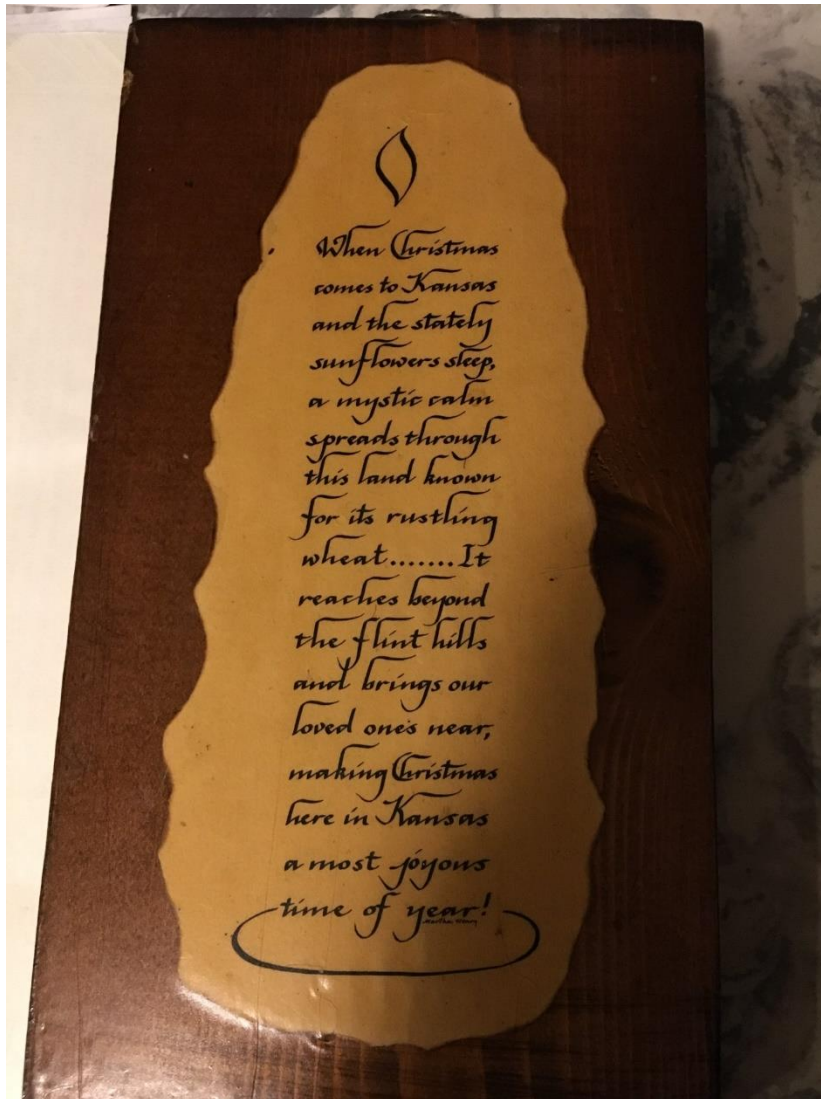 When Christmas
comes to Kansas
and the stately
sunflowers sleep,
a mystic calm
spreads through
this land known
for its rustling
wheat.......It
reaches beyond
the flint hills
and brings our
loved one's near,
making Christmas
here in Kansas
a most joyous
time of year!
Martha Henry